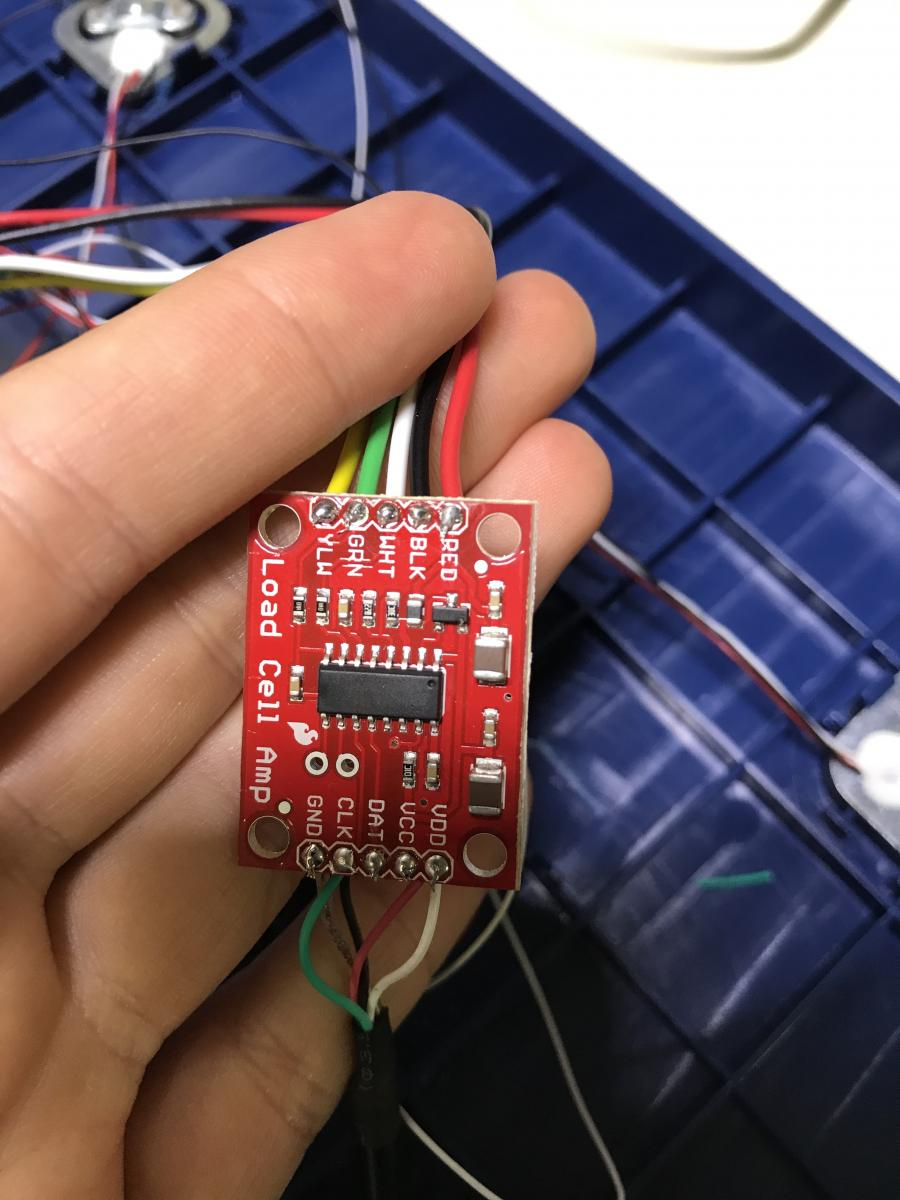 YLW
GRN
WHT
BLK
RED
Load Cell Amp
GND
CLK
DAT
VCC
VDD